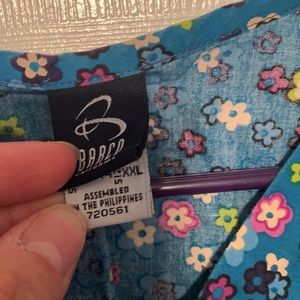 BARCO
XXL
ASSEMBLED
IN THE PHILIPPINES
720561